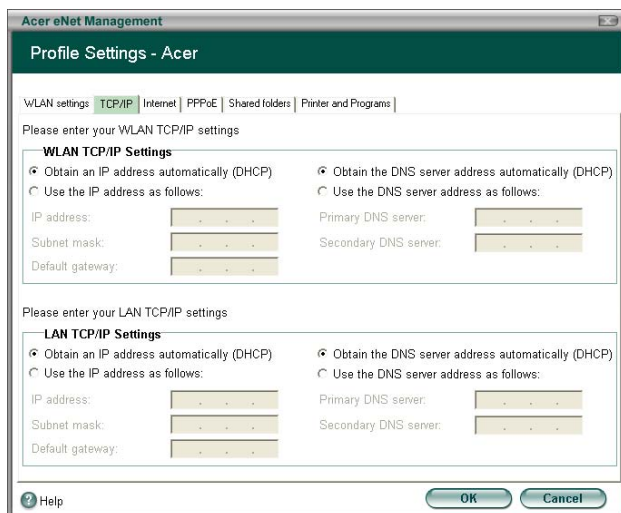 Acer eNet Management
Profile Settings - Acer
WLAN settings TCP/IP Internet PPPoE Shared folders Printer and Programs
Please enter your WLAN TCP/IP settings
WLAN TCP/IP Settings
Obtain an IP address automatically (DHCP) Obtain the DNS server address automatically (DHCP)
Use the IP address as follows: Use the DNS server address as follows:
IP address: . . . Primary DNS server: . . .
Subnet mask: . . . Secondary DNS server: . . .
Default gateway: . . .
Please enter your LAN TCP/IP settings
LAN TCP/IP Settings
Obtain an IP address automatically (DHCP) Obtain the DNS server address automatically (DHCP)
Use the IP address as follows: Use the DNS server address as follows:
IP address: . . . Primary DNS server: . . .
Subnet mask: . . . Secondary DNS server: . . .
Default gateway: . . .
? Help OK Cancel